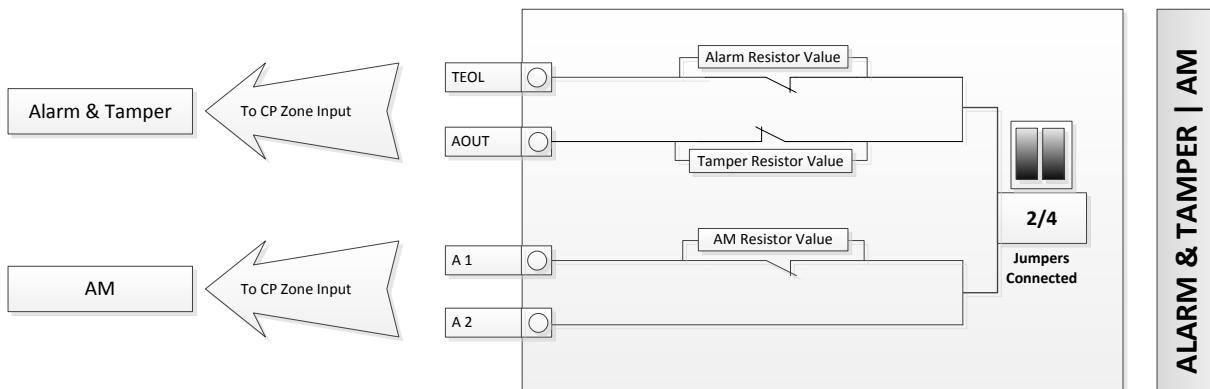 Alarm & Tamper
To CP Zone Input
TEOL
AOUT
Alarm Resistor Value
Tamper Resistor Value
AM
To CP Zone Input
A 1
A 2
AM Resistor Value
2/4
Jumpers
Connected
ALARM & TAMPER | AM